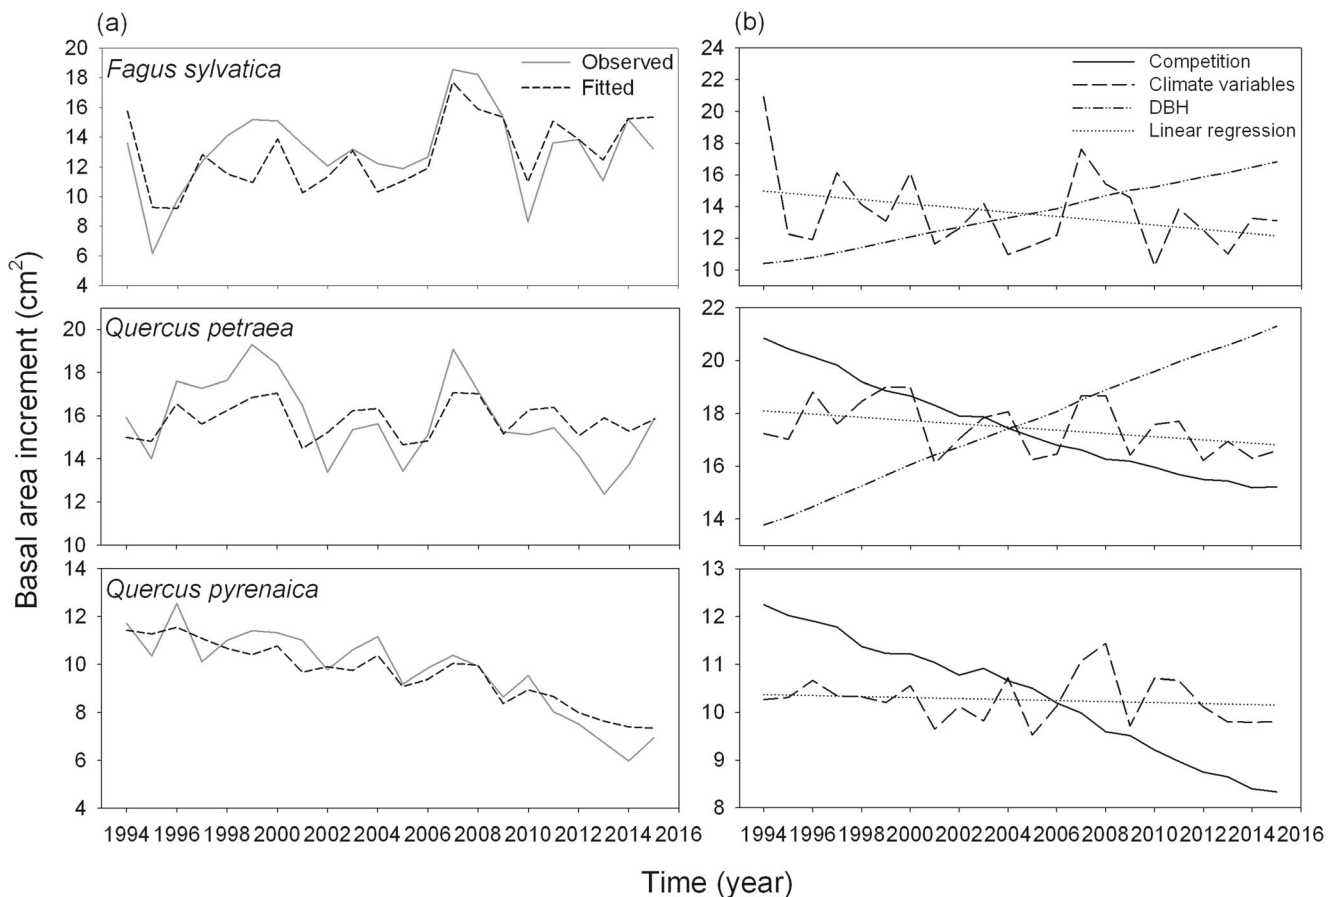 (a)
(b)
Basal area increment (cm²)
20
18
16
14
12
10
8
6
4
Fagus sylvatica
Observed
Fitted
24
22
20
18
16
14
12
10
Competition
Climate variables
DBH
Linear regression
20
18
16
14
12
10
Quercus petraea
22
20
18
16
14
14
12
10
8
6
4
Quercus pyrenaica
13
12
11
10
9
8
1994 1996 1998 2000 2002 2004 2006 2008 2010 2012 2014 2016
1994 1996 1998 2000 2002 2004 2006 2008 2010 2012 2014 2016
Time (year)